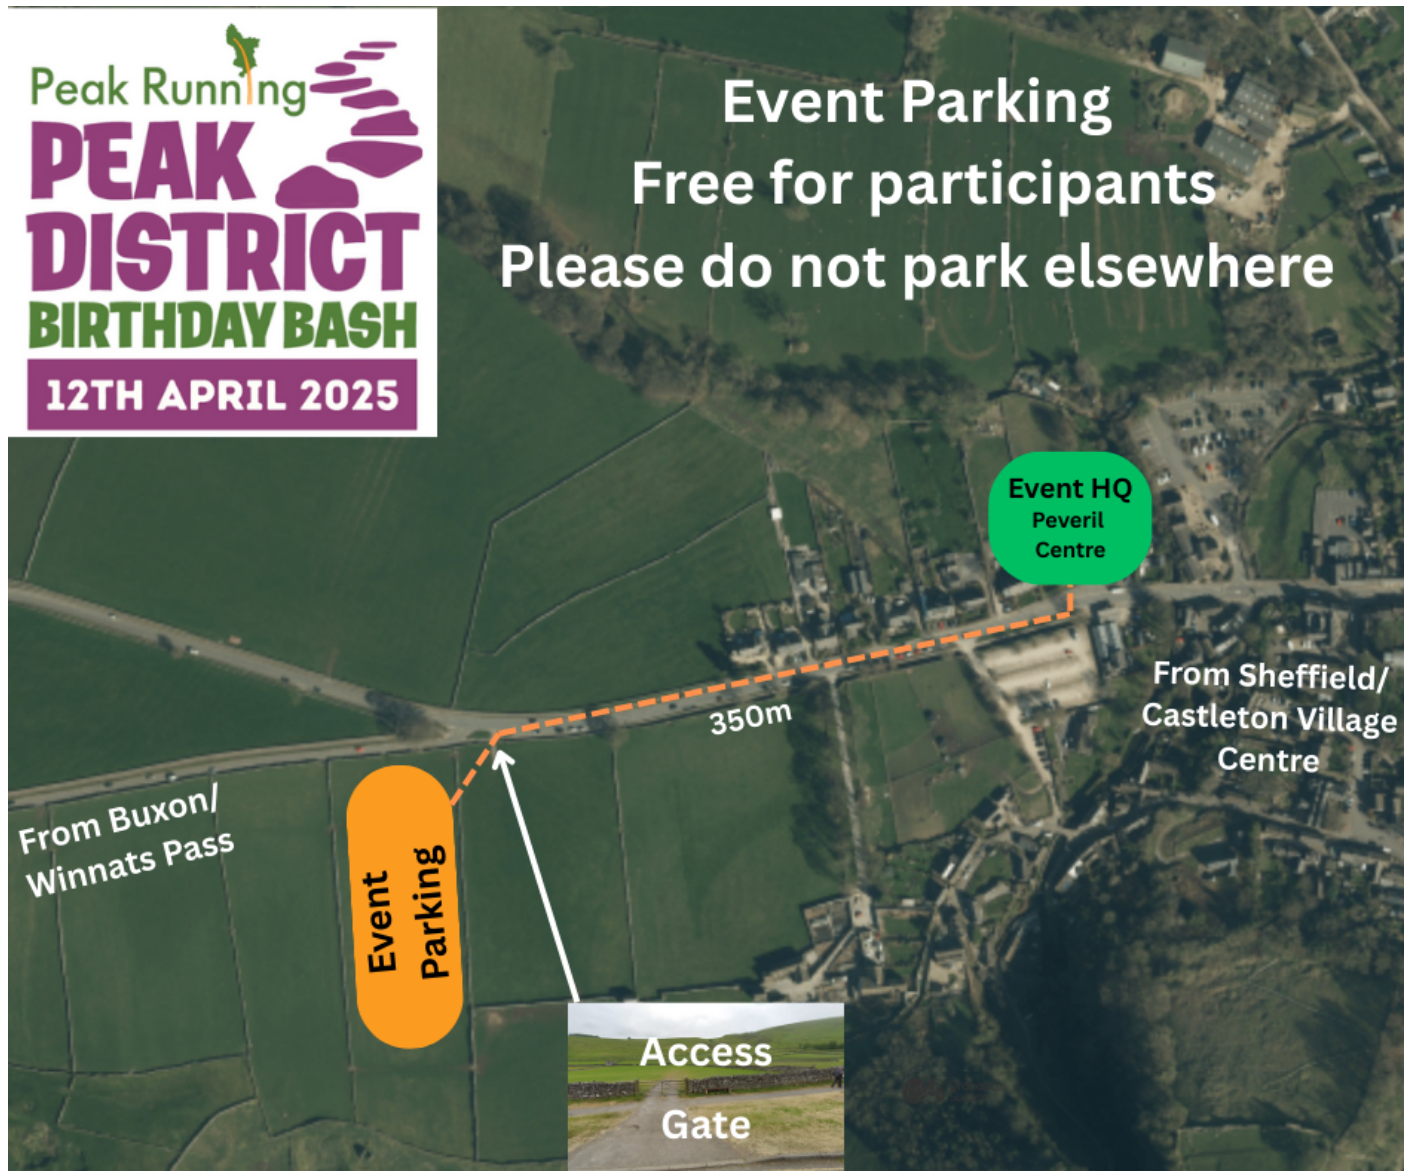 Peak Running
PEAK
DISTRICT
BIRTHDAY BASH
12TH APRIL 2025
Event Parking
Free for participants
Please do not park elsewhere
Event HQ
Peveril
Centre
From Sheffield/
Castleton Village
Centre
350m
From Buxon/
Winnats Pass
Event
Parking
Access
Gate